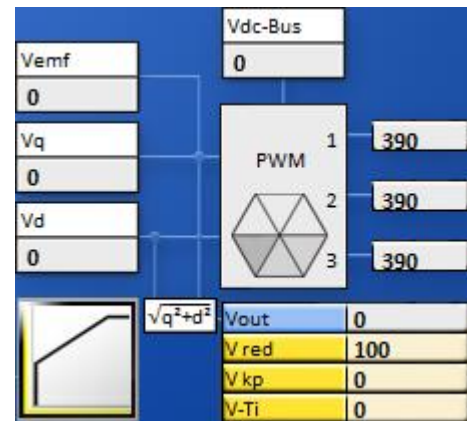 Vdc-Bus
0
Vemf
0
Vq
0
Vd
0
PWM
1
390
2
390
3
390
√q²+d²
Vout 0
V red 100
V kp 0
V-Ti 0